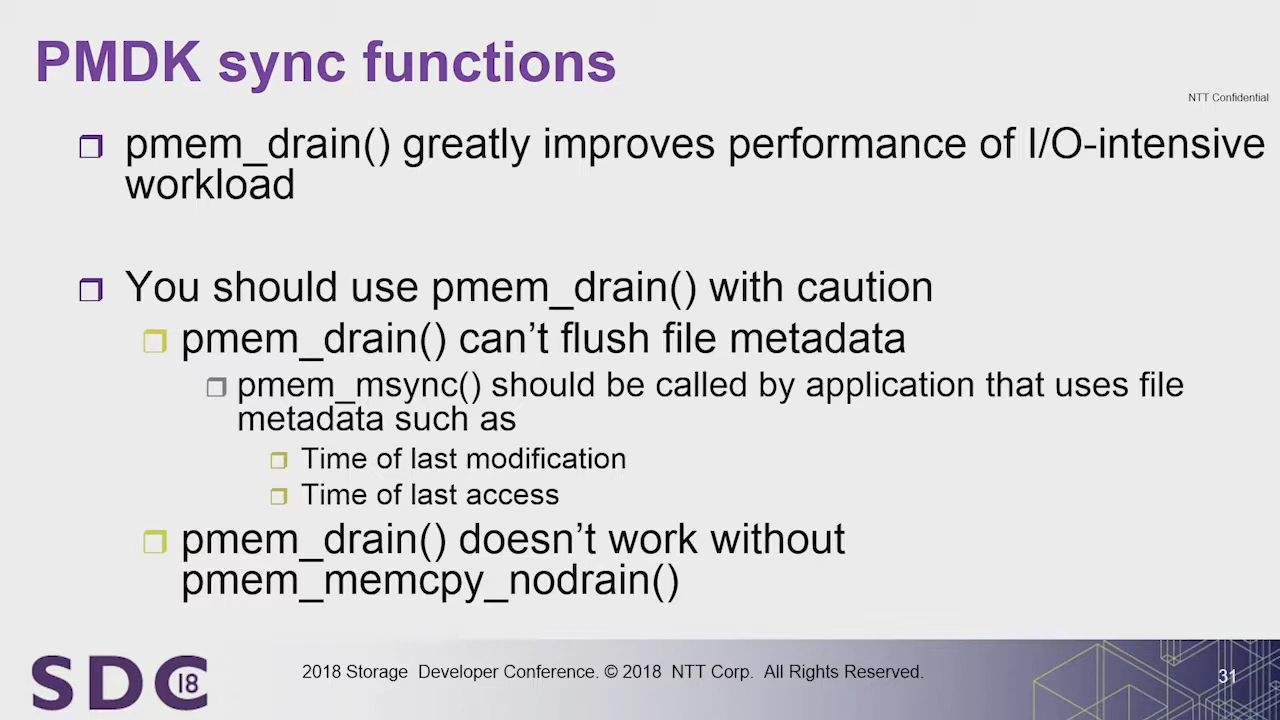 PMDK sync functions
NTT Confidential
pmem_drain() greatly improves performance of I/O-intensive
workload
You should use pmem_drain() with caution
pmem_drain() can't flush file metadata
pmem_msync() should be called by application that uses file
metadata such as
Time of last modification
Time of last access
pmem_drain() doesn't work without
pmem_memcpy_nodrain()
SDC 18
2018 Storage Developer Conference. © 2018 NTT Corp. All Rights Reserved.
31